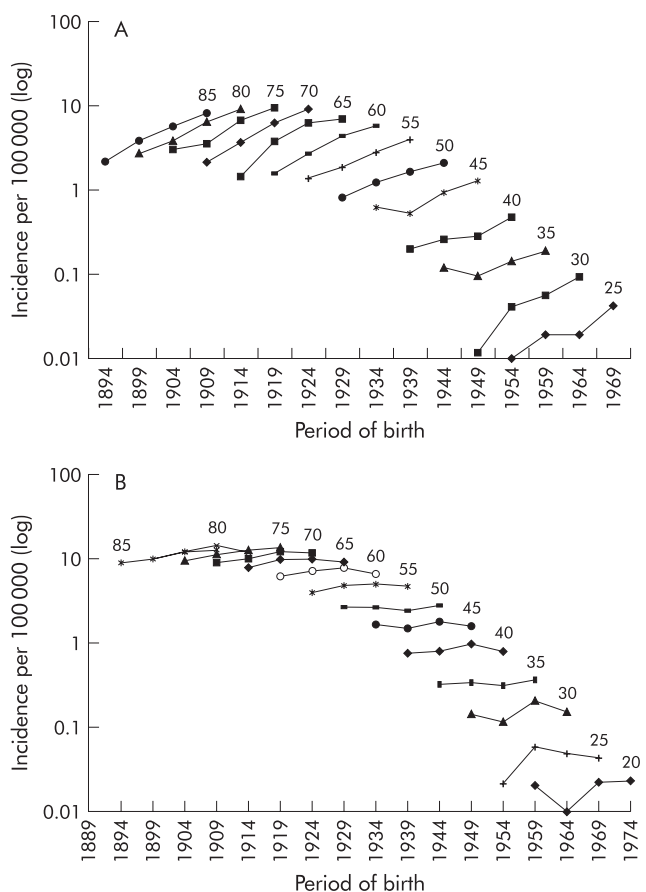 A
Incidence per 100 000 (log)
100
10
1
0.1
0.01
85 80 75 70 65 60 55 50 45 40 35 30 25
1894 1899 1904 1909 1914 1919 1924 1929 1934 1939 1944 1949 1954 1959 1964 1969
Period of birth
B
Incidence per 100 000 (log)
100
10
1
0.1
0.01
85 80 75 70 65 60 55 50 45 40 35 30 25 20
1889 1894 1899 1904 1909 1914 1919 1924 1929 1934 1939 1944 1949 1954 1959 1964 1969 1974
Period of birth